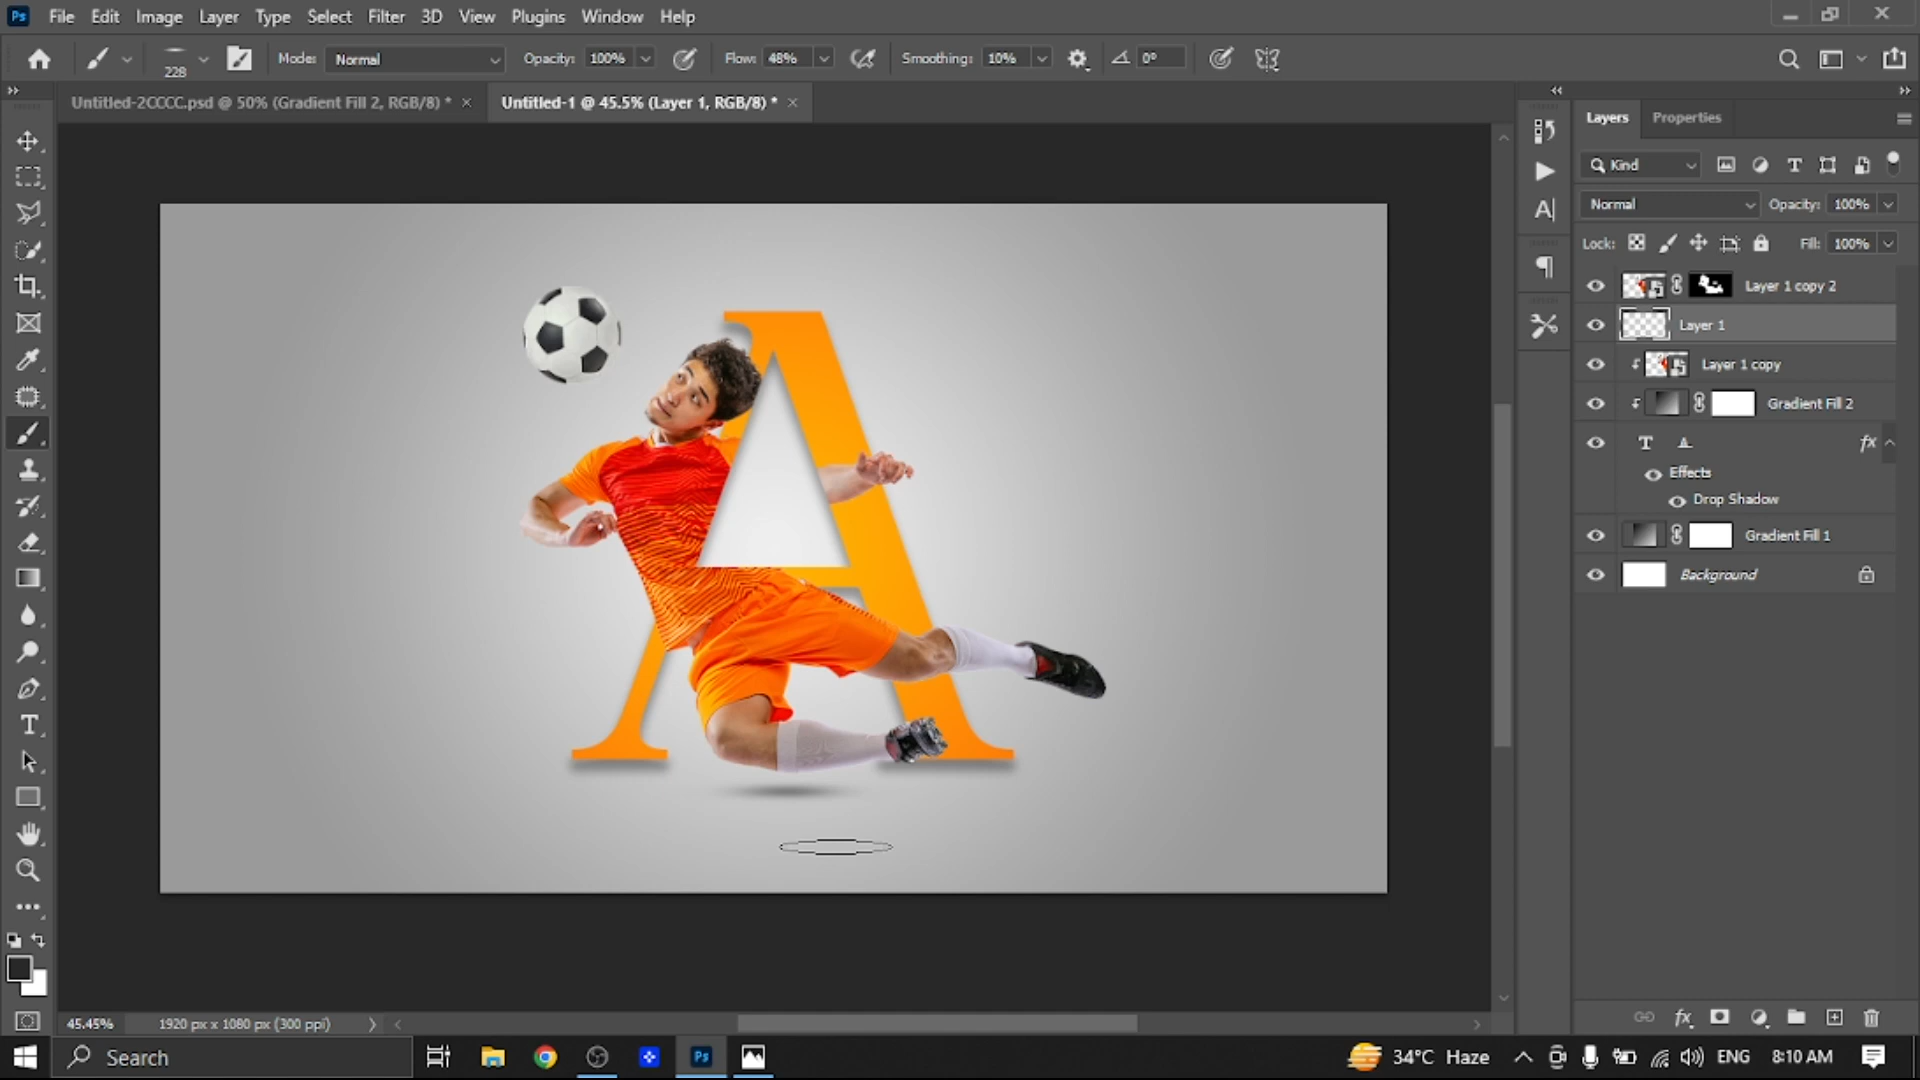 Ps File Edit Image Layer Type Select Filter 3D View Plugins Window Help
228 Mode: Normal Opacity: 100% Flow: 48% Smoothing: 10% 0°
Untitled-2CCCC.psd @ 50% (Gradient Fill 2, RGB/8) * × Untitled-1 @ 45.5% (Layer 1, RGB/8) * ×
Layers Properties
Kind
Normal Opacity: 100%
Lock: Fill: 100%
Layer 1 copy 2
Layer 1
Layer 1 copy
Gradient Fill 2
T A fx
Effects
Drop Shadow
Gradient Fill 1
Background
A
45.45% 1920 px x 1080 px (300 ppi)
Search Ps 34°C Haze ENG 8:10 AM